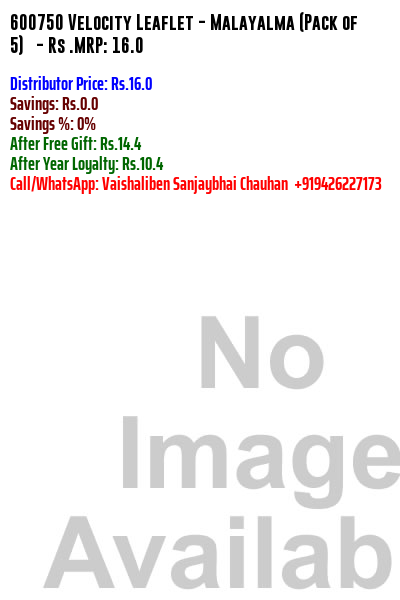 600750 Velocity Leaflet - Malayalma (Pack of
5) - Rs .MRP: 16.0
Distributor Price: Rs.16.0
Savings: Rs.0.0
Savings %: 0%
After Free Gift: Rs.14.4
After Year Loyalty: Rs.10.4
Call/WhatsApp: Vaishaliben Sanjaybhai Chauhan +919426227173
No
Image
Availab